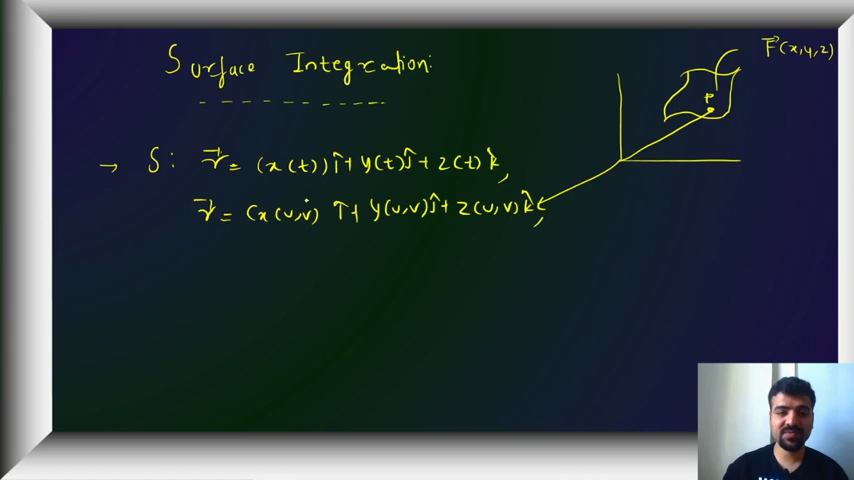 Surface Integration:
F⃗(x,y,z)
P
→ S: r⃗ = (x(t)) î + y(t) ĵ + z(t) k̂,
r⃗ = (x(u,v) î + y(u,v) ĵ + z(u,v) k̂,